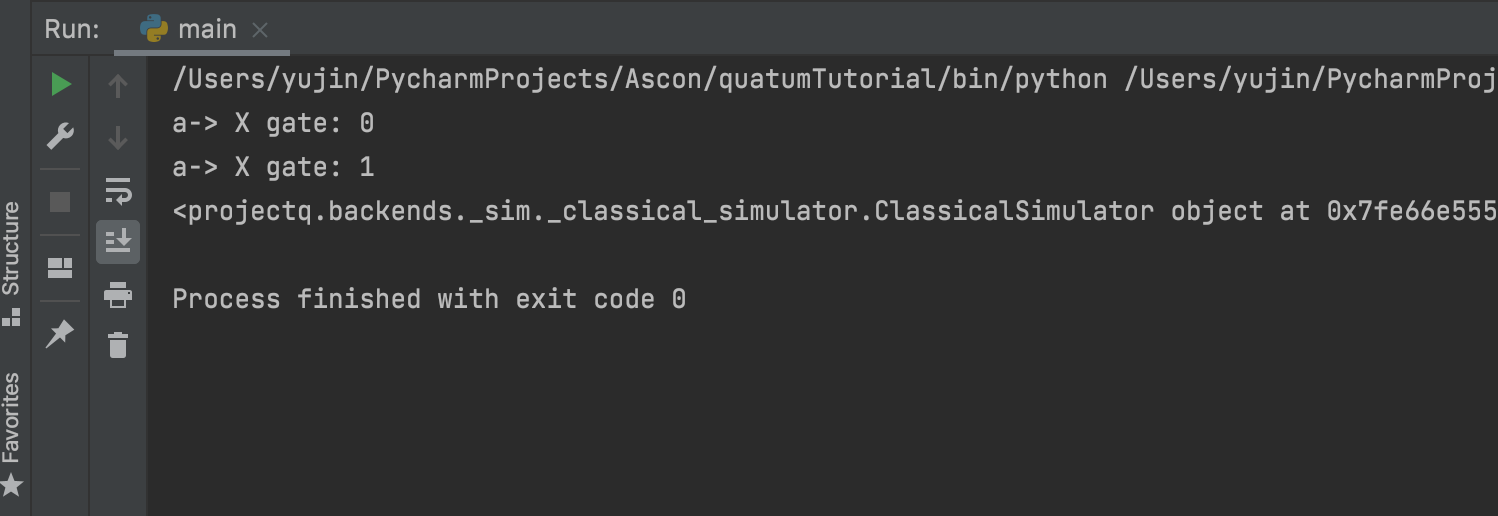 Run: main
/Users/yujin/PycharmProjects/Ascon/quatumTutorial/bin/python /Users/yujin/PycharmProj
a-> X gate: 0
a-> X gate: 1
<projectq.backends._sim._classical_simulator.ClassicalSimulator object at 0x7fe66e555
Process finished with exit code 0
Structure
Favorites